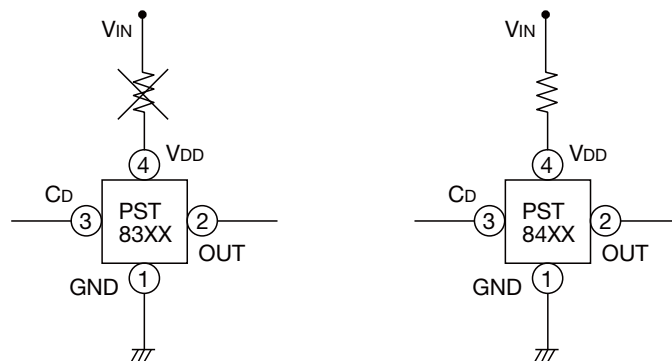 VIN
4
VDD
CD
3
PST
83XX
2
OUT
GND
1
VIN
4
VDD
CD
3
PST
84XX
2
OUT
GND
1